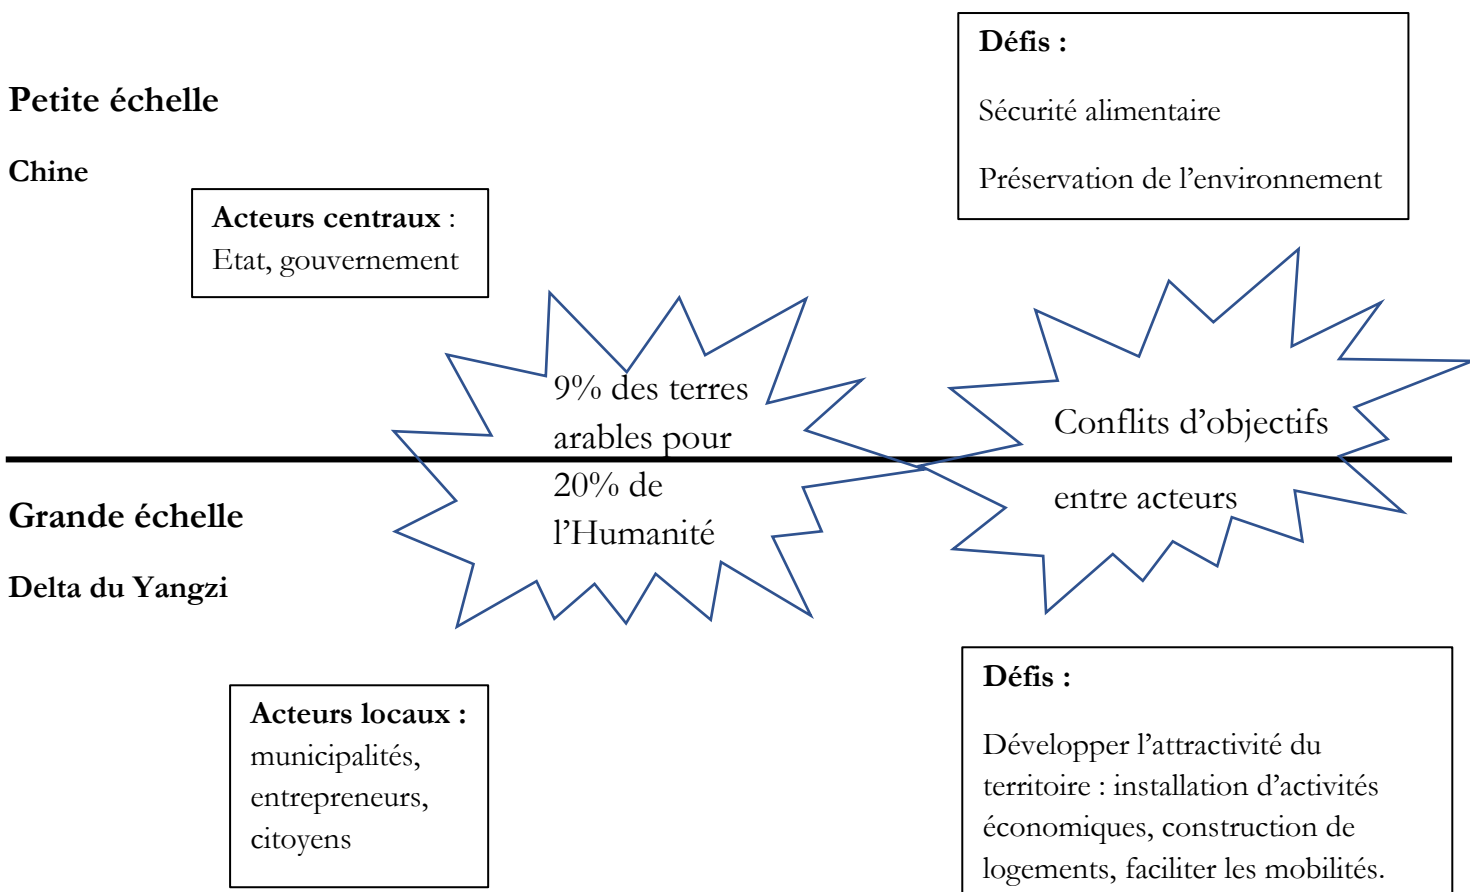 Petite échelle
Chine
Acteurs centraux :
Etat, gouvernement
Défis :
Sécurité alimentaire
Préservation de l’environnement
9% des terres
arables pour
20% de
l’Humanité
Conflits d’objectifs
entre acteurs
Grande échelle
Delta du Yangzi
Acteurs locaux :
municipalités,
entrepreneurs,
citoyens
Défis :
Développer l’attractivité du
territoire : installation d’activités
économiques, construction de
logements, faciliter les mobilités.